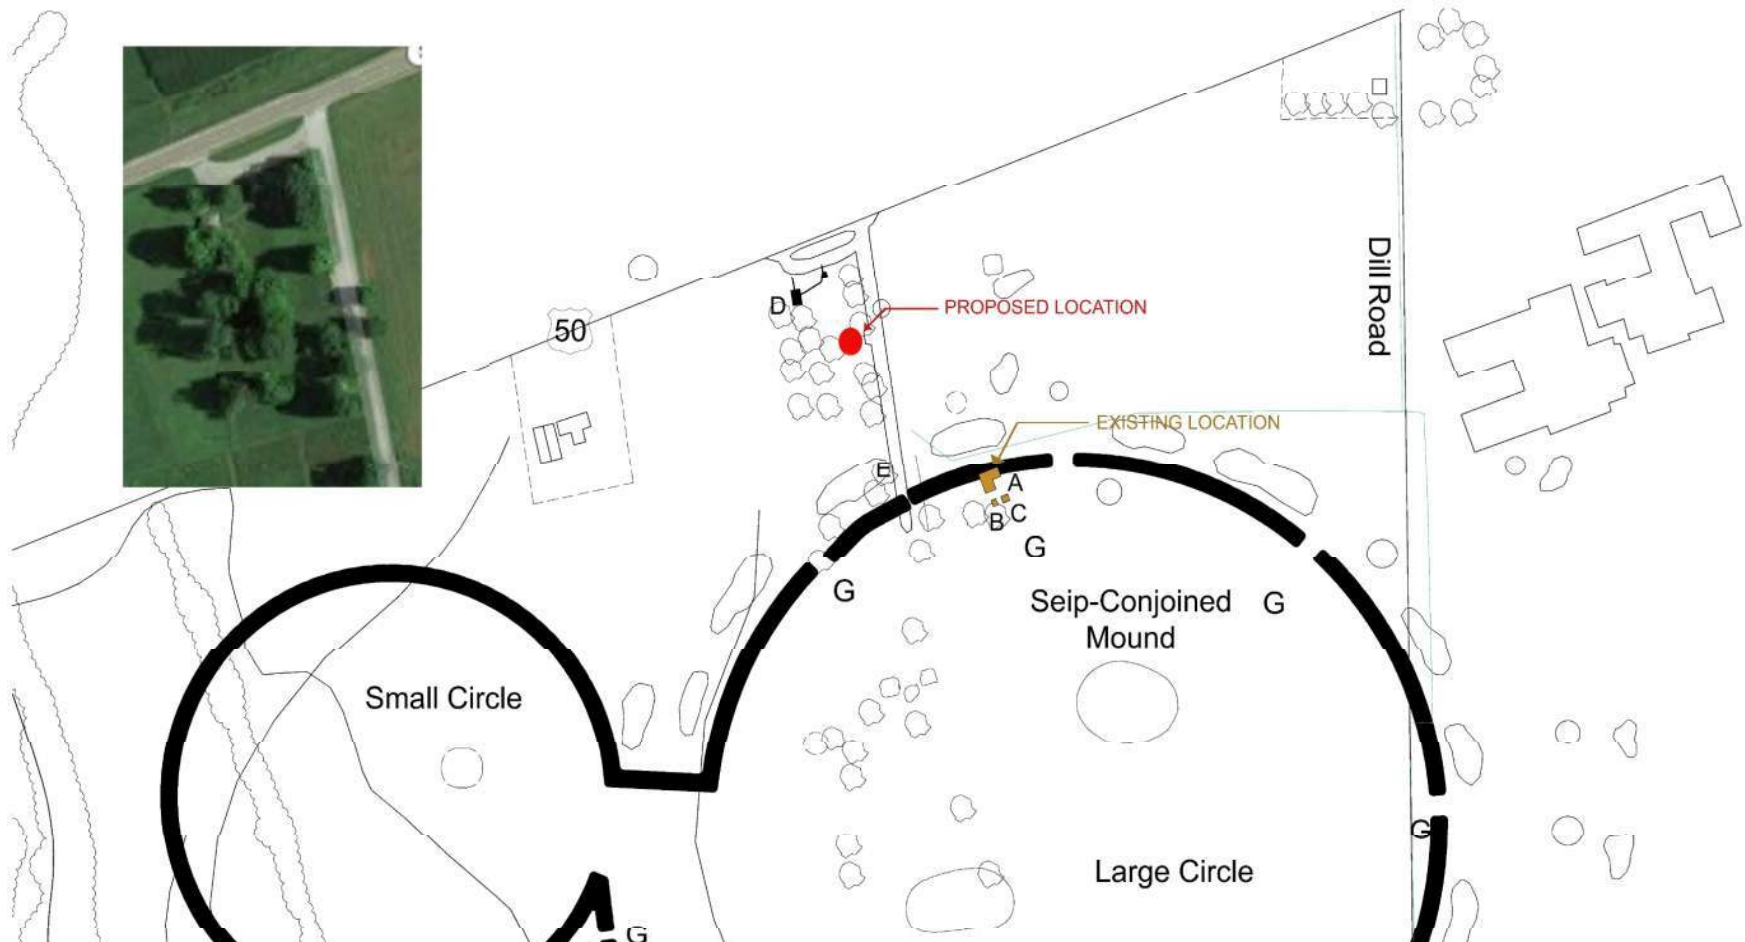 D
PROPOSED LOCATION
50
Dill Road
EXISTING LOCATION
E
A
B
C
G
G
Seip-Conjoined
Mound
G
Small Circle
G
Large Circle
G